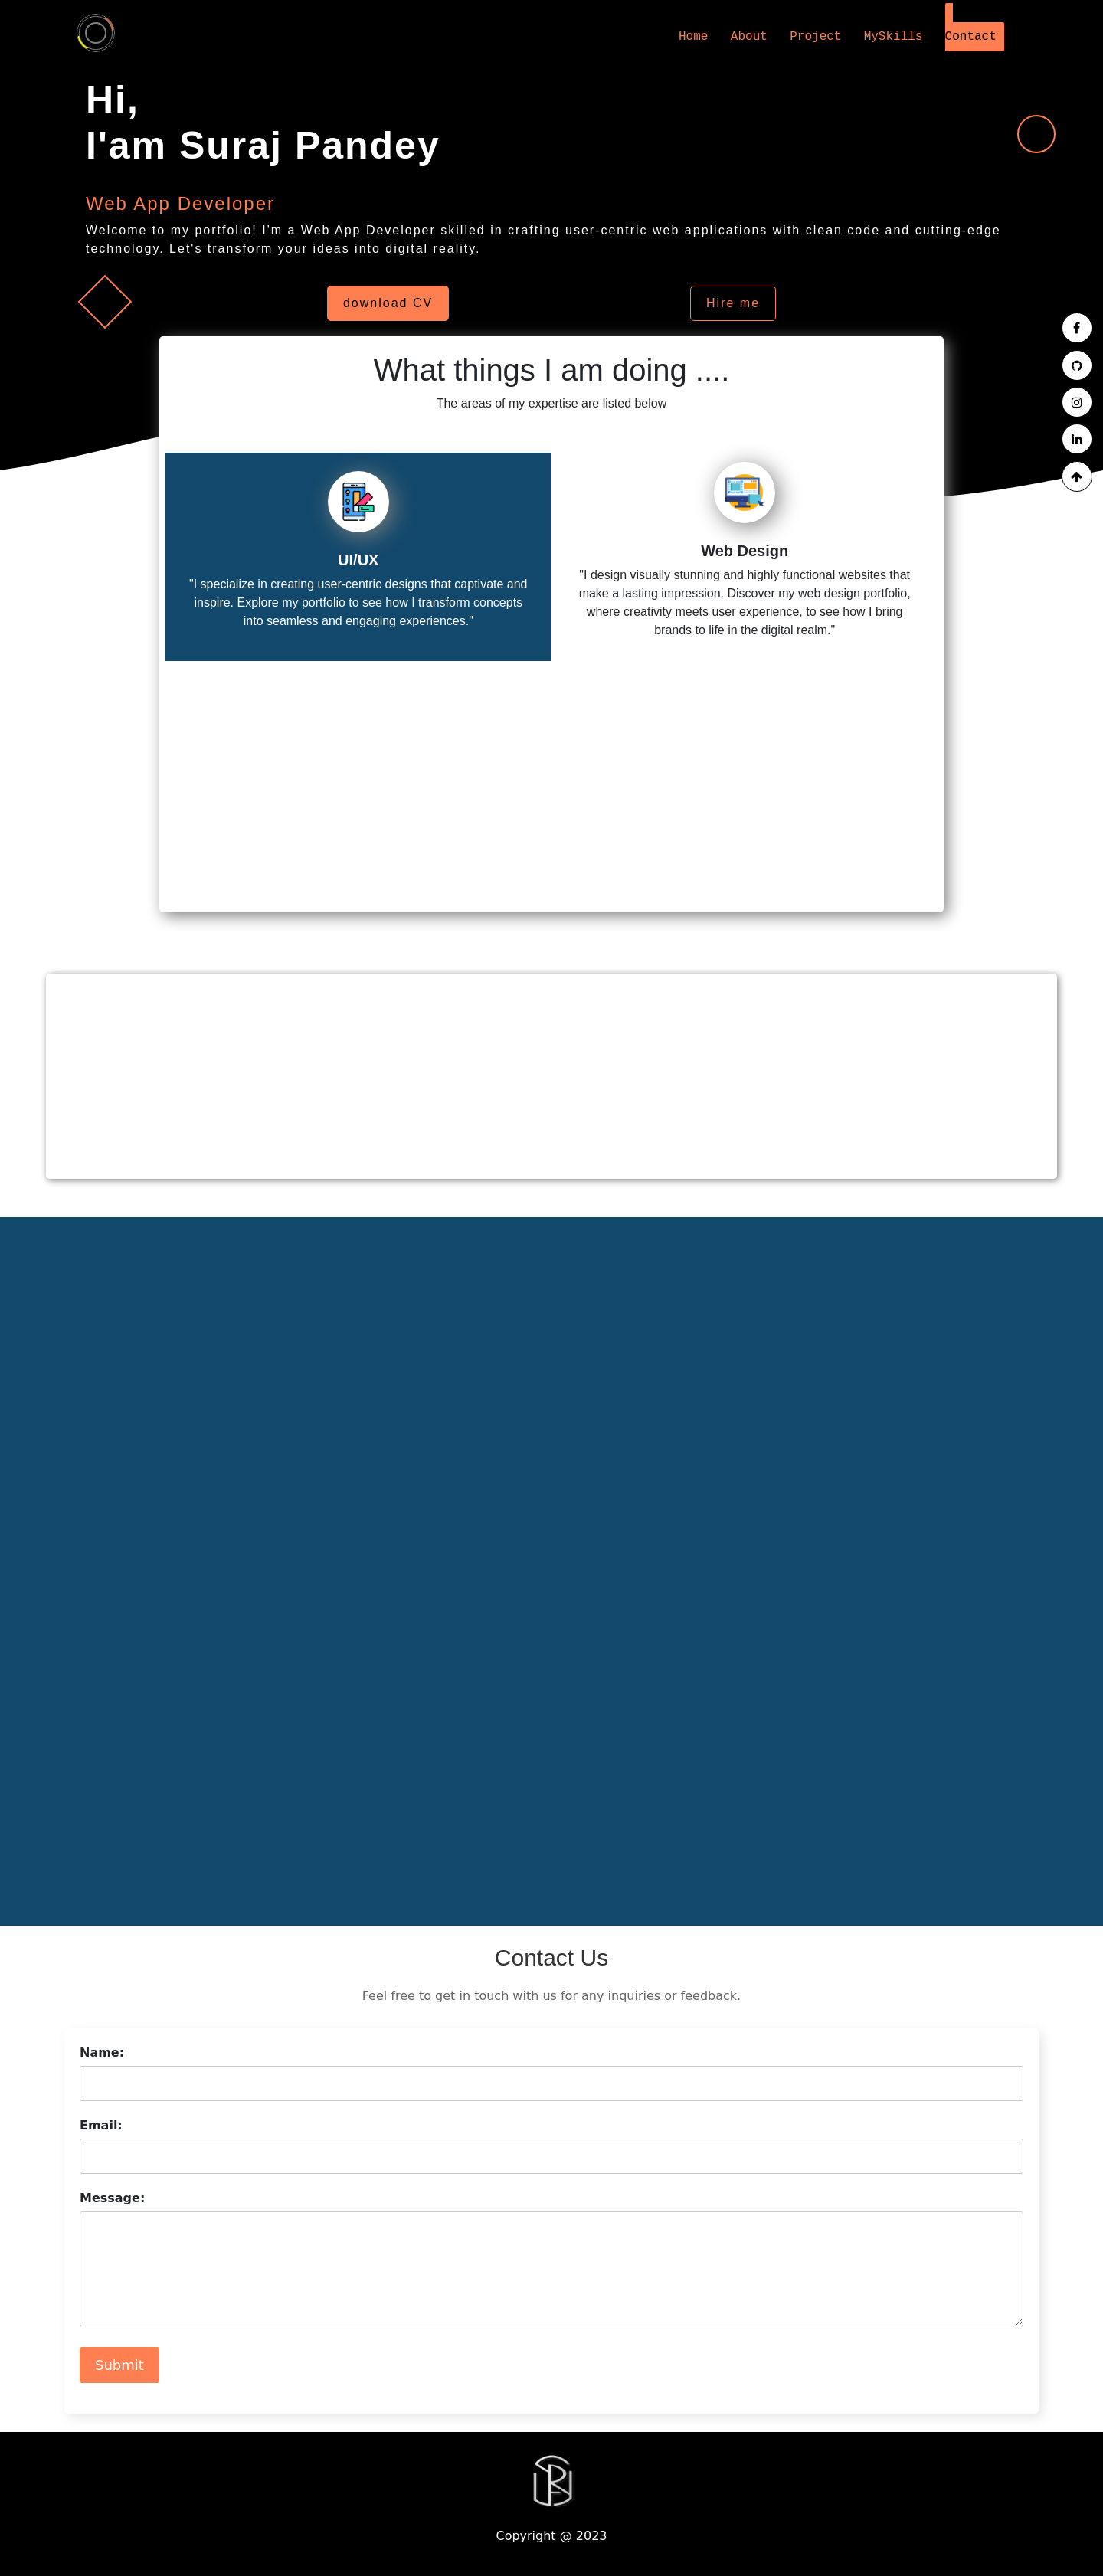 Home About Project MySkills Contact
Hi,
I'am Suraj Pandey
Web App Developer
Welcome to my portfolio! I'm a Web App Developer skilled in crafting user-centric web applications with clean code and cutting-edge
technology. Let's transform your ideas into digital reality.
download CV
Hire me
What things I am doing ....
The areas of my expertise are listed below
UI/UX
"I specialize in creating user-centric designs that captivate and
inspire. Explore my portfolio to see how I transform concepts
into seamless and engaging experiences."
Web Design
"I design visually stunning and highly functional websites that
make a lasting impression. Discover my web design portfolio,
where creativity meets user experience, to see how I bring
brands to life in the digital realm."
Contact Us
Feel free to get in touch with us for any inquiries or feedback.
Name:
Email:
Message:
Submit
Copyright @ 2023